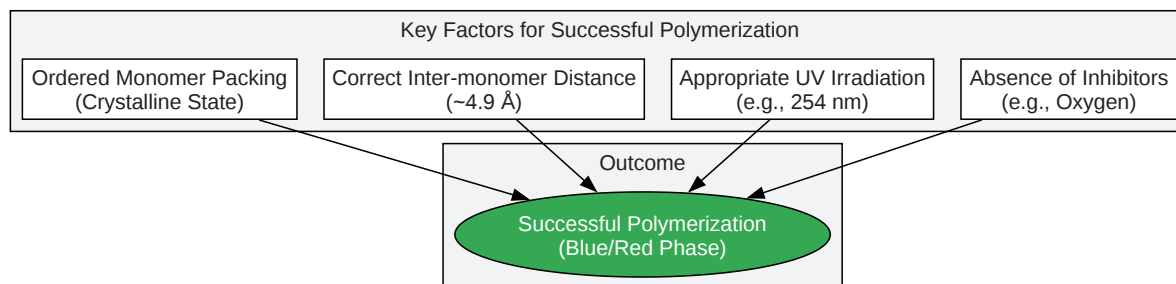 Key Factors for Successful Polymerization
Ordered Monomer Packing
(Crystalline State)
Correct Inter-monomer Distance
(~4.9 Å)
Appropriate UV Irradiation
(e.g., 254 nm)
Absence of Inhibitors
(e.g., Oxygen)
Outcome
Successful Polymerization
(Blue/Red Phase)